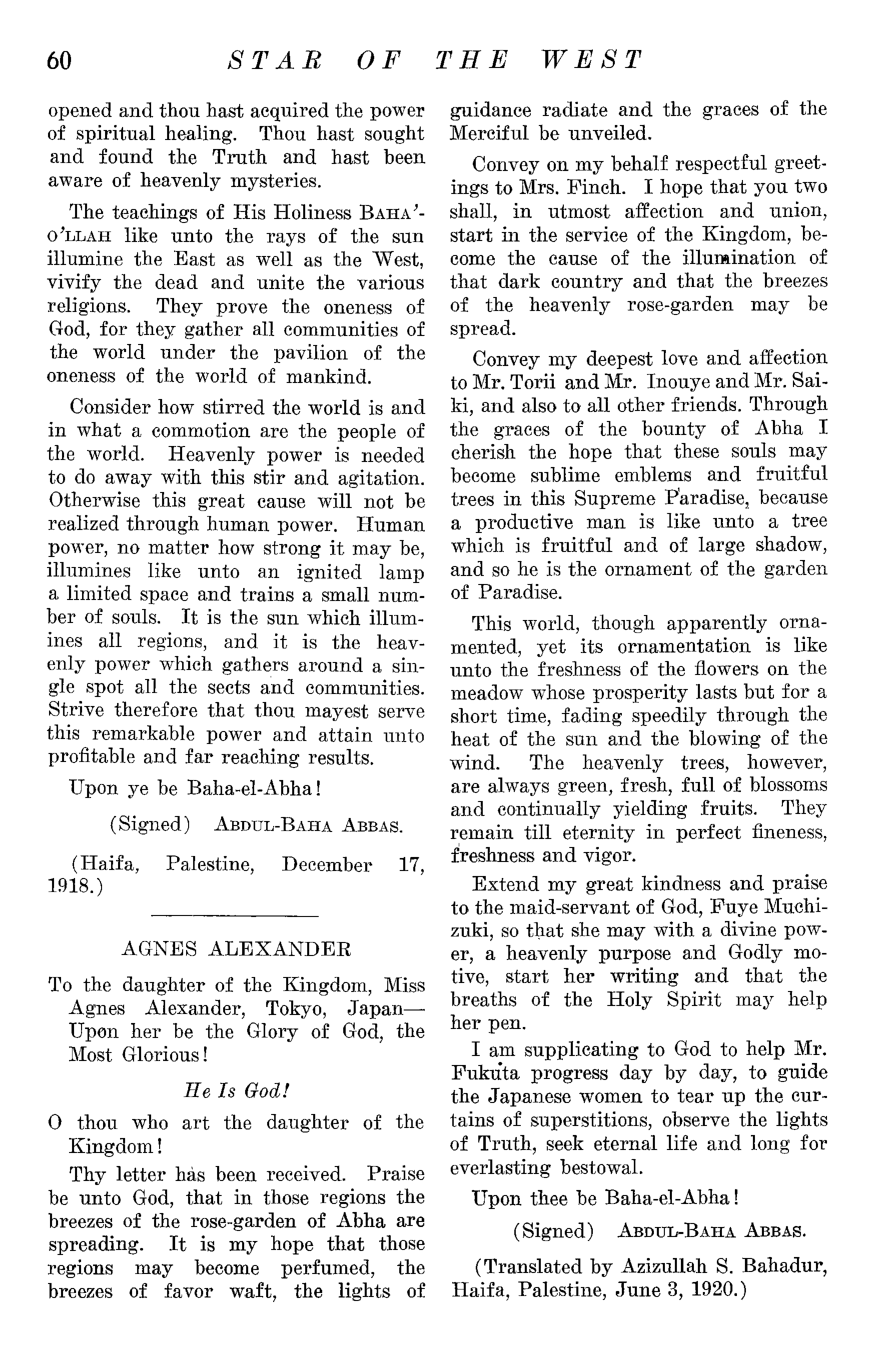 60 STAR OF THE WEST
opened and thou hast acquired the power
of spiritual healing. Thou hast sought
and found the Truth and hast been
aware of heavenly mysteries.
The teachings of His Holiness BAHA'-
O'LLAH like unto the rays of the sun
illumine the East as well as the West,
vivify the dead and unite the various
religions. They prove the oneness of
God, for they gather all communities of
the world under the pavilion of the
oneness of the world of mankind.
Consider how stirred the world is and
in what a commotion are the people of
the world. Heavenly power is needed
to do away with this stir and agitation.
Otherwise this great cause will not be
realized through human power. Human
power, no matter how strong it may be,
illumines like unto an ignited lamp
a limited space and trains a small num-
ber of souls. It is the sun which illum-
ines all regions, and it is the heav-
enly power which gathers around a sin-
gle spot all the sects and communities.
Strive therefore that thou mayest serve
this remarkable power and attain unto
profitable and far reaching results.
Upon ye be Baha-el-Abha!
(Signed) ABDUL-BAHA ABBAS.
(Haifa, Palestine, December 17,
1918.)
AGNES ALEXANDER
To the daughter of the Kingdom, Miss
Agnes Alexander, Tokyo, Japan—
Upon her be the Glory of God, the
Most Glorious!
He Is God!
O thou who art the daughter of the
Kingdom!
Thy letter has been received. Praise
be unto God, that in those regions the
breezes of the rose-garden of Abha are
spreading. It is my hope that those
regions may become perfumed, the
breezes of favor waft, the lights of
guidance radiate and the graces of the
Merciful be unveiled.
Convey on my behalf respectful greet-
ings to Mrs. Finch. I hope that you two
shall, in utmost affection and union,
start in the service of the Kingdom, be-
come the cause of the illumination of
that dark country and that the breezes
of the heavenly rose-garden may be
spread.
Convey my deepest love and affection
to Mr. Torii and Mr. Inouye and Mr. Sai-
ki, and also to all other friends. Through
the graces of the bounty of Abha I
cherish the hope that these souls may
become sublime emblems and fruitful
trees in this Supreme Paradise, because
a productive man is like unto a tree
which is fruitful and of large shadow,
and so he is the ornament of the garden
of Paradise.
This world, though apparently orna-
mented, yet its ornamentation is like
unto the freshness of the flowers on the
meadow whose prosperity lasts but for a
short time, fading speedily through the
heat of the sun and the blowing of the
wind. The heavenly trees, however,
are always green, fresh, full of blossoms
and continually yielding fruits. They
remain till eternity in perfect fineness,
freshness and vigor.
Extend my great kindness and praise
to the maid-servant of God, Fuye Muchi-
zuki, so that she may with a divine pow-
er, a heavenly purpose and Godly mo-
tive, start her writing and that the
breaths of the Holy Spirit may help
her pen.
I am supplicating to God to help Mr.
Fukuta progress day by day, to guide
the Japanese women to tear up the cur-
tains of superstitions, observe the lights
of Truth, seek eternal life and long for
everlasting bestowal.
Upon thee be Baha-el-Abha!
(Signed) ABDUL-BAHA ABBAS.
(Translated by Azizullah S. Bahadur,
Haifa, Palestine, June 3, 1920.)